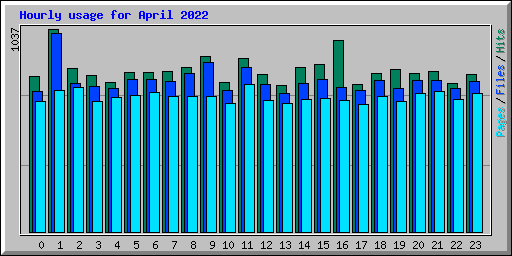 Hourly usage for April 2022
1037
Pages / Files / Hits
0 1 2 3 4 5 6 7 8 9 10 11 12 13 14 15 16 17 18 19 20 21 22 23